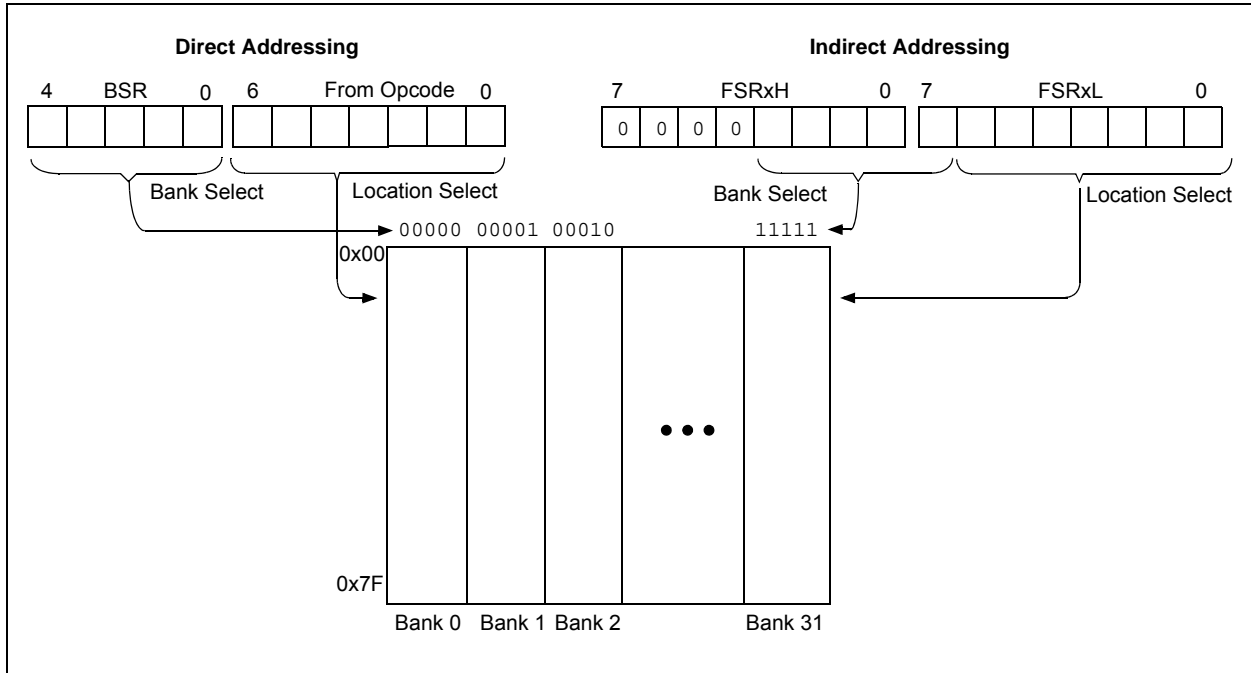 Direct Addressing
Indirect Addressing
4 BSR 0 6 From Opcode 0
7 FSRxH 0 7 FSRxL 0
0 0 0 0
Bank Select Location Select
Bank Select Location Select
00000 00001 00010 11111
0x00
0x7F
Bank 0 Bank 1 Bank 2 Bank 31